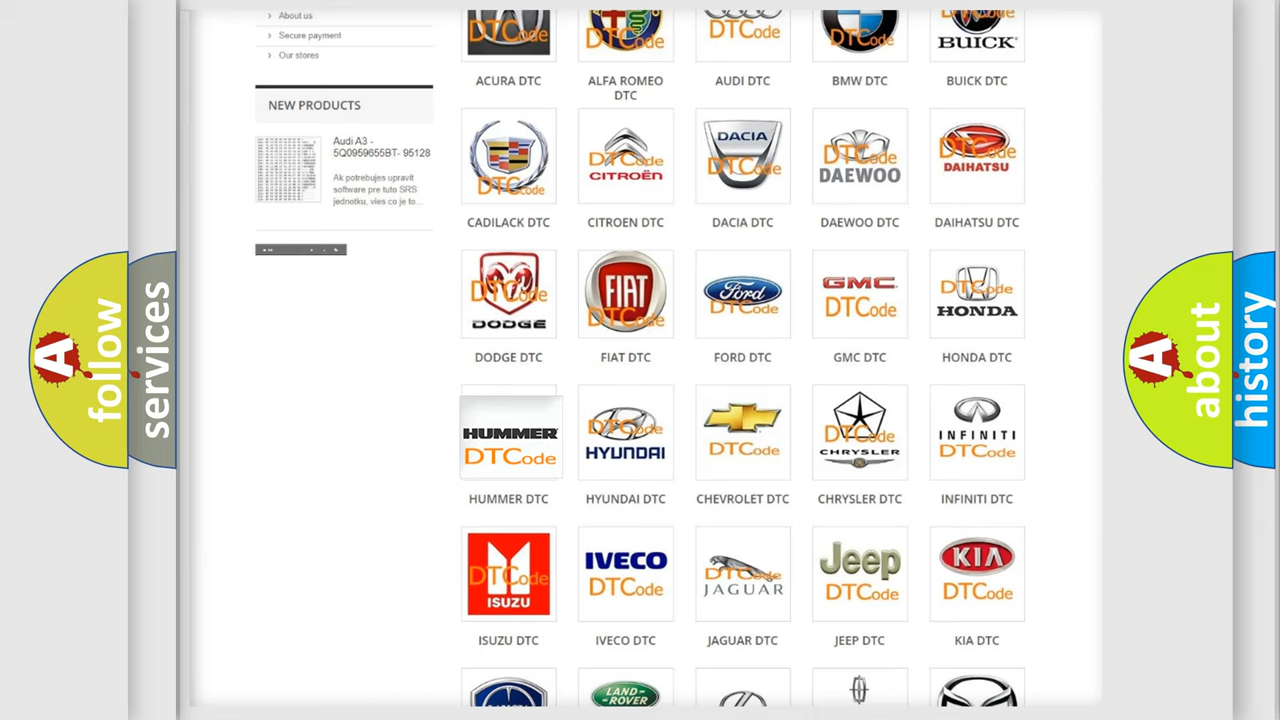 About us
Secure payment
Our stores
NEW PRODUCTS
Audi A3 -
5Q0959655BT- 95128
Ak potrebujes upravit
software pre tuto SRS
jednotku, vies co je to...
follow
services
about
history
A
A
DTCode
DTCode
DTCode
DTCode
DTCode
BUICK
ACURA DTC
ALFA ROMEO
DTC
AUDI DTC
BMW DTC
BUICK DTC
DTCode
DTCode
CITROËN
DACIA
DTCode
DTCode
DAEWOO
DTCode
DAIHATSU
CADILACK DTC
CITROEN DTC
DACIA DTC
DAEWOO DTC
DAIHATSU DTC
DTCode
DODGE
FIAT
DTCode
Ford
DTCode
GMC
DTCode
DTCode
HONDA
DODGE DTC
FIAT DTC
FORD DTC
GMC DTC
HONDA DTC
HUMMER
DTCode
DTCode
HYUNDAI
DTCode
DTCode
CHRYSLER
INFINITI
DTCode
HUMMER DTC
HYUNDAI DTC
CHEVROLET DTC
CHRYSLER DTC
INFINITI DTC
DTCode
ISUZU
IVECO
DTCode
DTCode
JAGUAR
Jeep
DTCode
KIA
DTCode
ISUZU DTC
IVECO DTC
JAGUAR DTC
JEEP DTC
KIA DTC
LAND-
ROVER